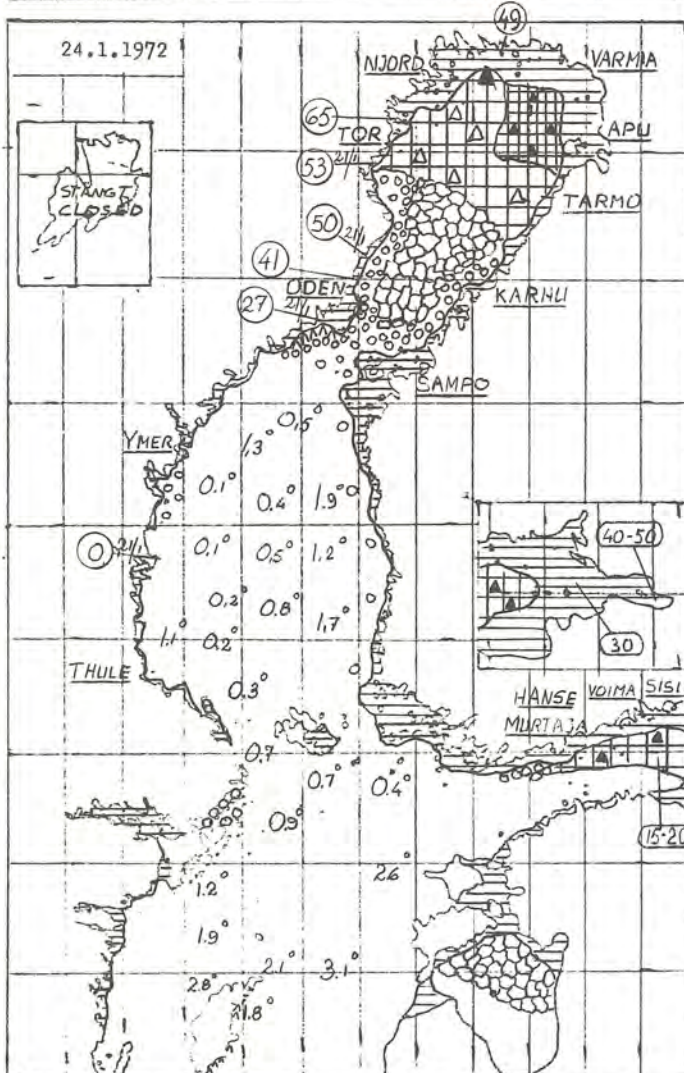 49
24.1.1972
NJORD
VARMIA
65
TOR
APU
53
21/1
STÄNGT
CLOSED
TARMO
50
21/1
41
ODEN
KARHU
27
21/1
SAMPO
0,5°
YMER
1,3°
0.1°
0.4°
1.9°
0
21/1
0.1°
0,5°
1.2°
40-50
0,2°
0.8°
1.1°
0.2°
1,7°
30
THULE
0.3°
HANSE
VOIMA
SISU
MURTAJA
0.7
0.7°
0.4°
0.9°
15-20
1.2°
2.6°
1.9°
2.1°
3.1°
2.8°